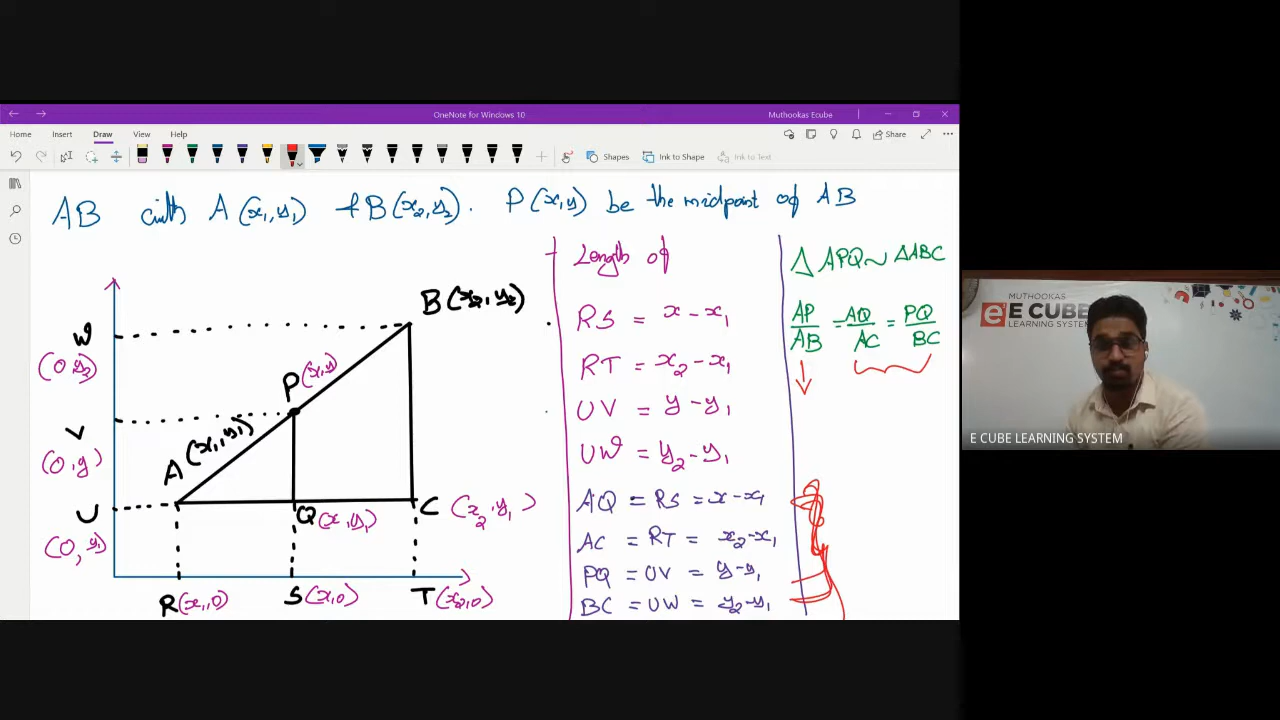 OneNote for Windows 10
Muthookas Ecube
Home Insert Draw View Help
Share
Shapes Ink to Shape Ink to Text
AB with A(x₁,y₁) & B(x₂,y₂). P(x,y) be the midpoint of AB
Length of
RS = x-x₁
RT = x₂-x₁
UV = y-y₁
UW = y₂-y₁
AQ = RS = x-x₁
AC = RT = x₂-x₁
PQ = UV = y-y₁
BC = UW = y₂-y₁
Δ APQ ~ ΔABC
AP/AB = AQ/AC = PQ/BC
B(x₂,y₂)
W
(0,y₂)
P(x,y)
V
(0,y)
A(x₁,y₁)
U
(0,y₁)
Q(x,y₁)
C (x₂,y₁)
R(x₁,0)
S(x,0)
T(x₂,0)
MUTHOOKAS
e E CUBE
LEARNING SYSTEM
E CUBE LEARNING SYSTEM